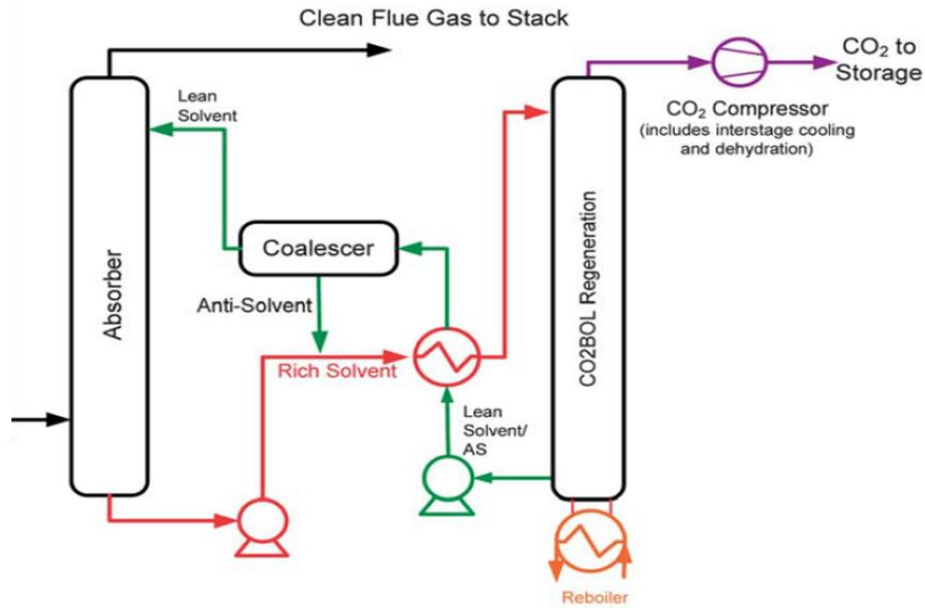 Clean Flue Gas to Stack
CO₂ to
Storage
Lean
Solvent
CO₂ Compressor
(includes interstage cooling
and dehydration)
Absorber
Coalescer
CO2BOL Regeneration
Anti-Solvent
Rich Solvent
Lean
Solvent/
AS
Reboiler